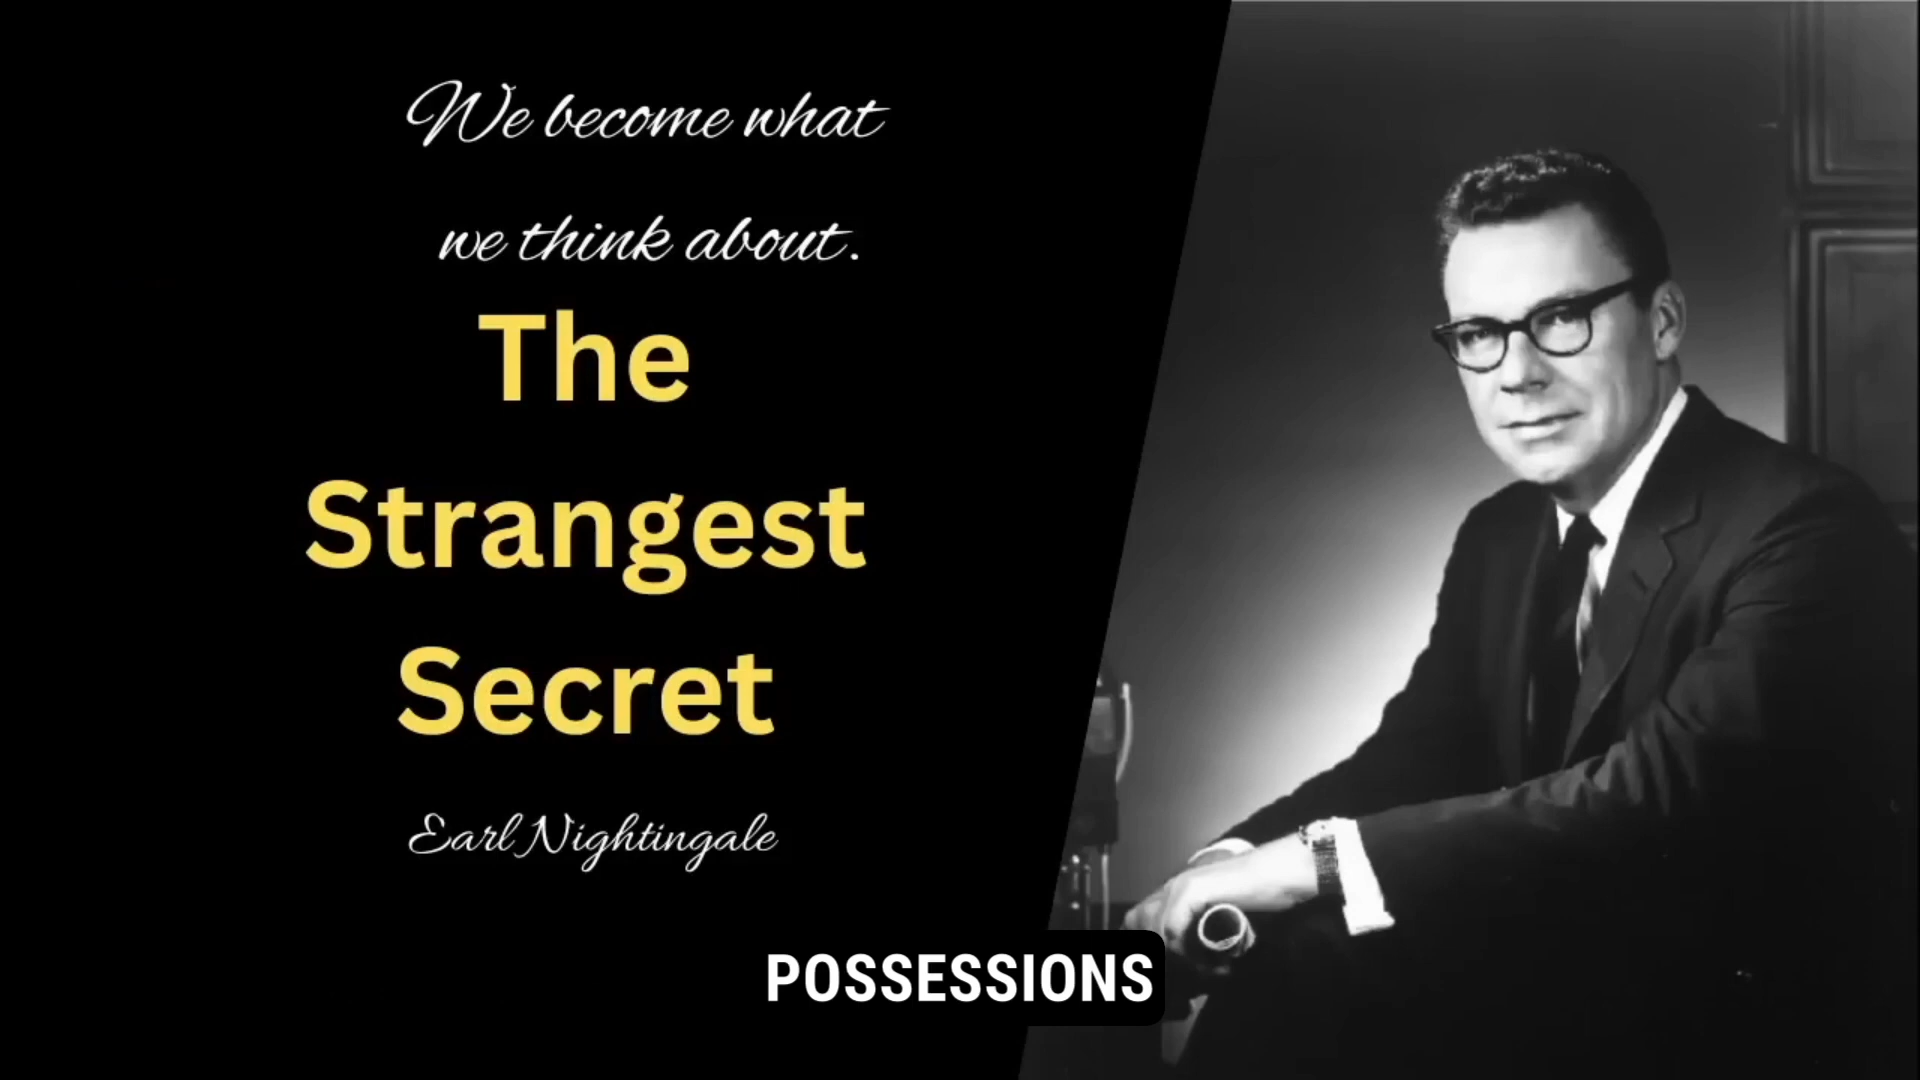 We become what
we think about.
The
Strangest
Secret
Earl Nightingale
POSSESSIONS